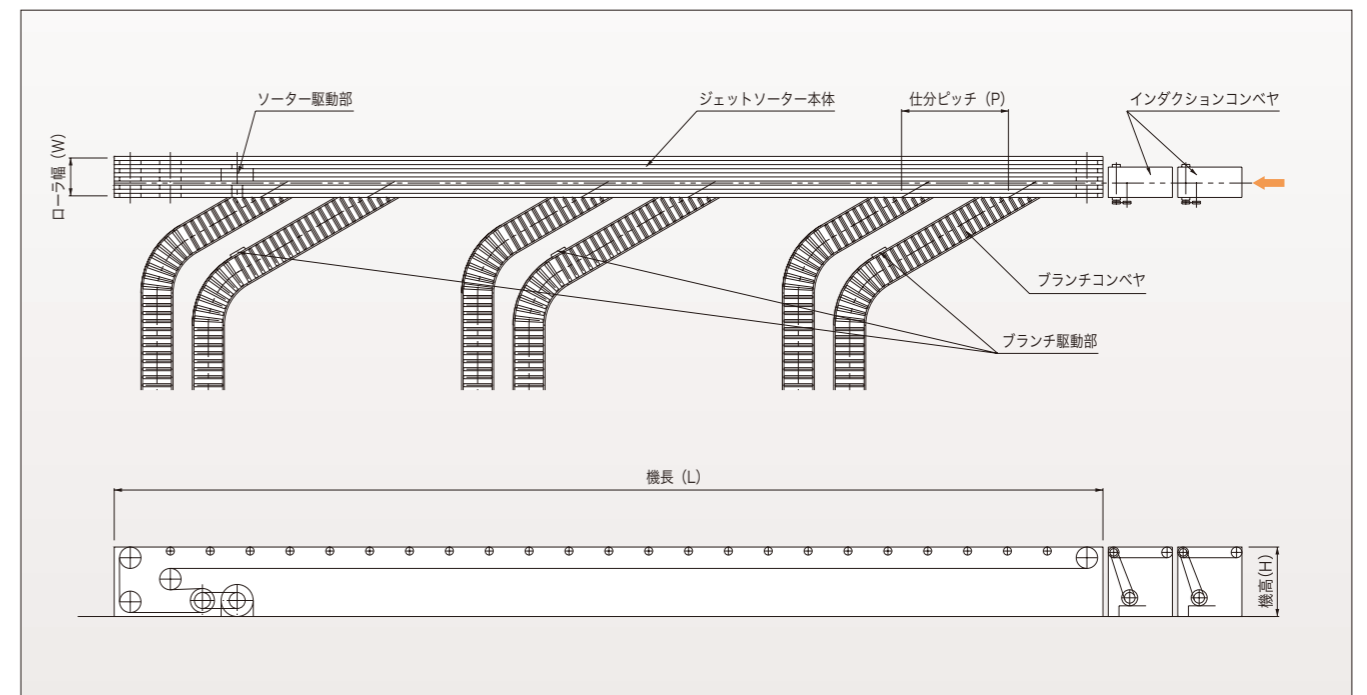 ソーター駆動部
ジェットソーター本体
仕分ピッチ（P）
インダクションコンベヤ
ローラ幅（W）
ブランチコンベヤ
ブランチ駆動部
機長（L）
機高(H)